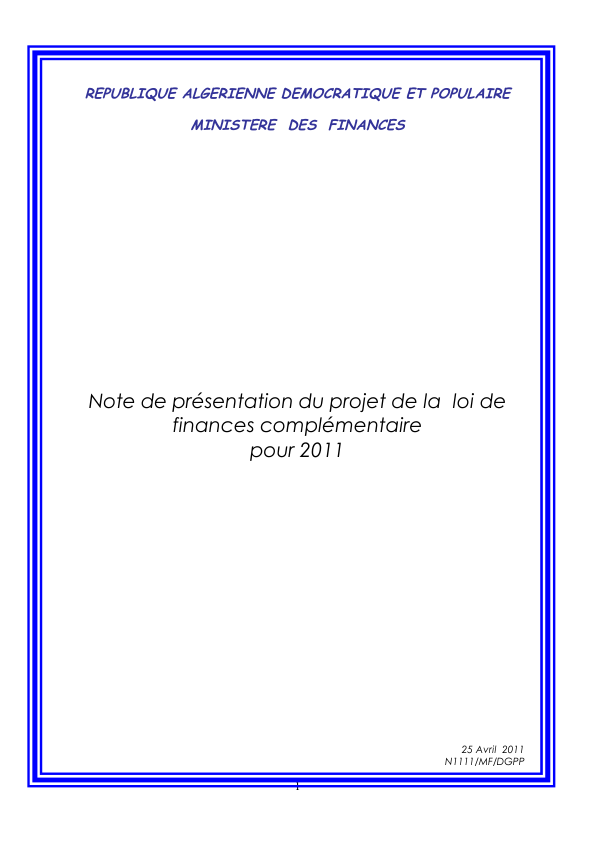 REPUBLIQUE ALGERIENNE DEMOCRATIQUE ET POPULAIRE
MINISTERE DES FINANCES
Note de présentation du projet de la loi de
finances complémentaire
pour 2011
25 Avril 2011
N1111/MF/DGPP
1